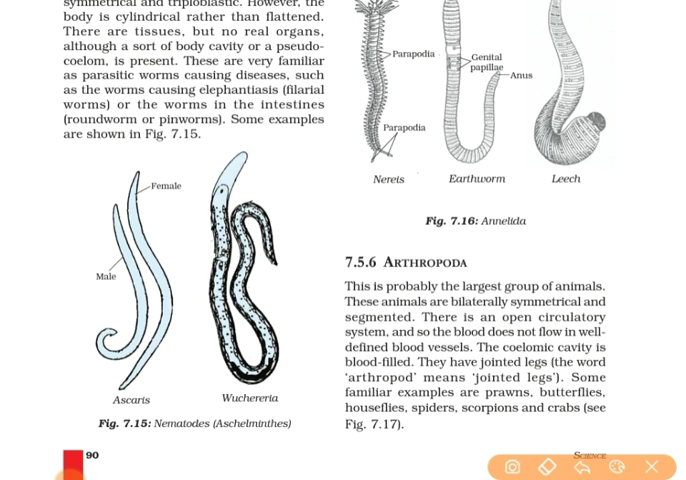 symmetrical and triploblastic. However, the
body is cylindrical rather than flattened.
There are tissues, but no real organs,
although a sort of body cavity or a pseudo-
coelom, is present. These are very familiar
as parasitic worms causing diseases, such
as the worms causing elephantiasis (filarial
worms) or the worms in the intestines
(roundworm or pinworms). Some examples
are shown in Fig. 7.15.
Female
Male
Ascaris
Wuchereria
Fig. 7.15: Nematodes (Aschelminthes)
90
Parapodia
Genital
papillae
Anus
Parapodia
Nereis
Earthworm
Leech
Fig. 7.16: Annelida
7.5.6 ARTHROPODA
This is probably the largest group of animals.
These animals are bilaterally symmetrical and
segmented. There is an open circulatory
system, and so the blood does not flow in well-
defined blood vessels. The coelomic cavity is
blood-filled. They have jointed legs (the word
‘arthropod’ means ‘jointed legs’). Some
familiar examples are prawns, butterflies,
houseflies, spiders, scorpions and crabs (see
Fig. 7.17).
SCIENCE